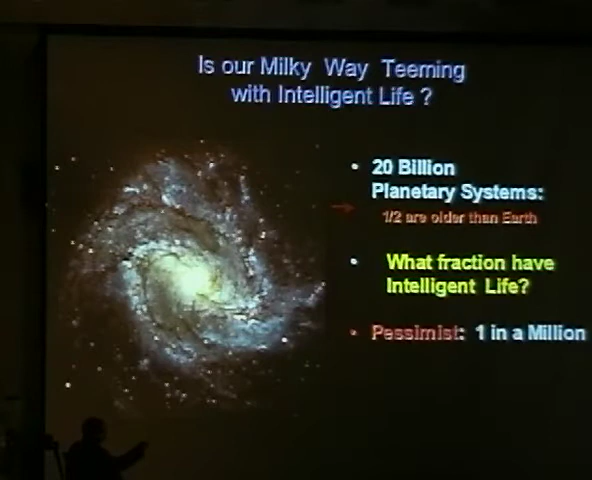 Is our Milky Way Teeming
with Intelligent Life ?
• 20 Billion
Planetary Systems:
1/2 are older than Earth
• What fraction have
Intelligent Life?
• Pessimist: 1 in a Million